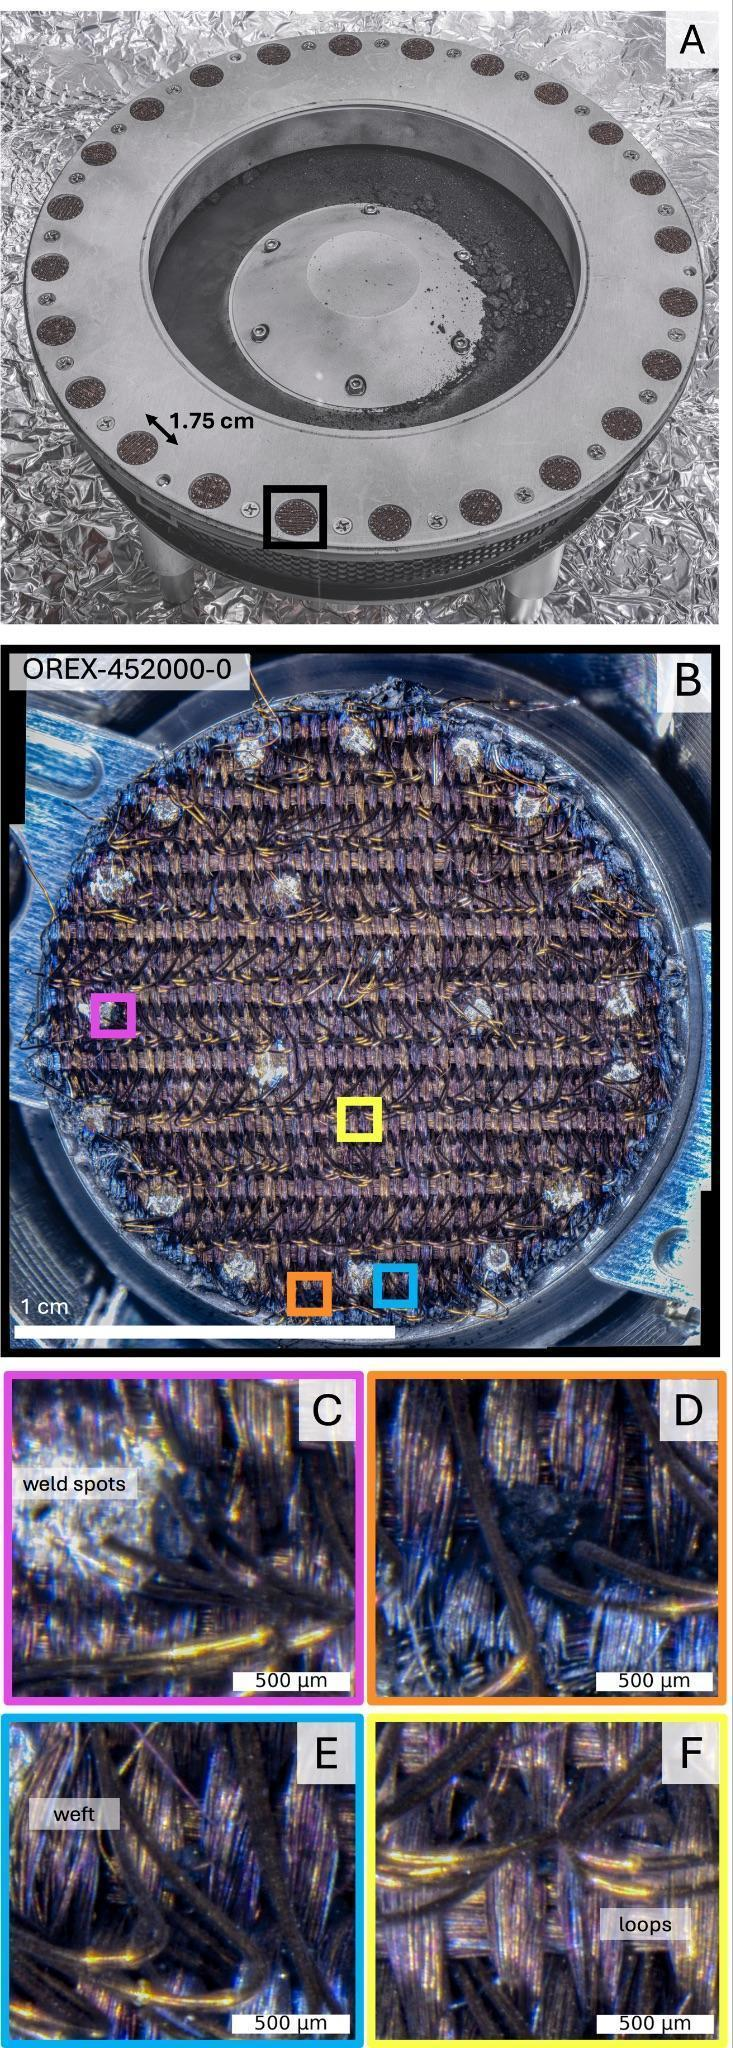 A
1.75 cm
OREX-452000-0
B
1 cm
C
weld spots
500 µm
D
500 µm
E
weft
500 µm
F
loops
500 µm